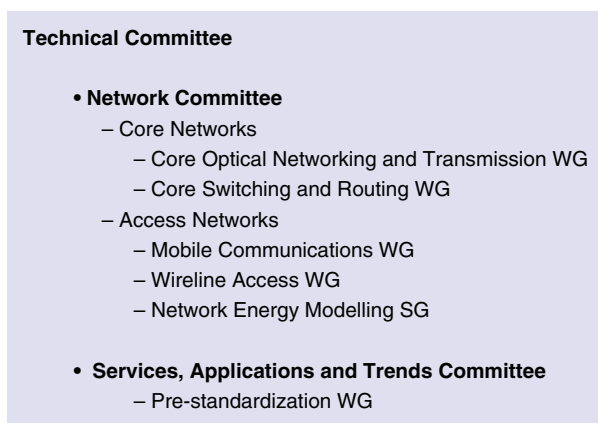 Technical Committee
• Network Committee
– Core Networks
– Core Optical Networking and Transmission WG
– Core Switching and Routing WG
– Access Networks
– Mobile Communications WG
– Wireline Access WG
– Network Energy Modelling SG
• Services, Applications and Trends Committee
– Pre-standardization WG